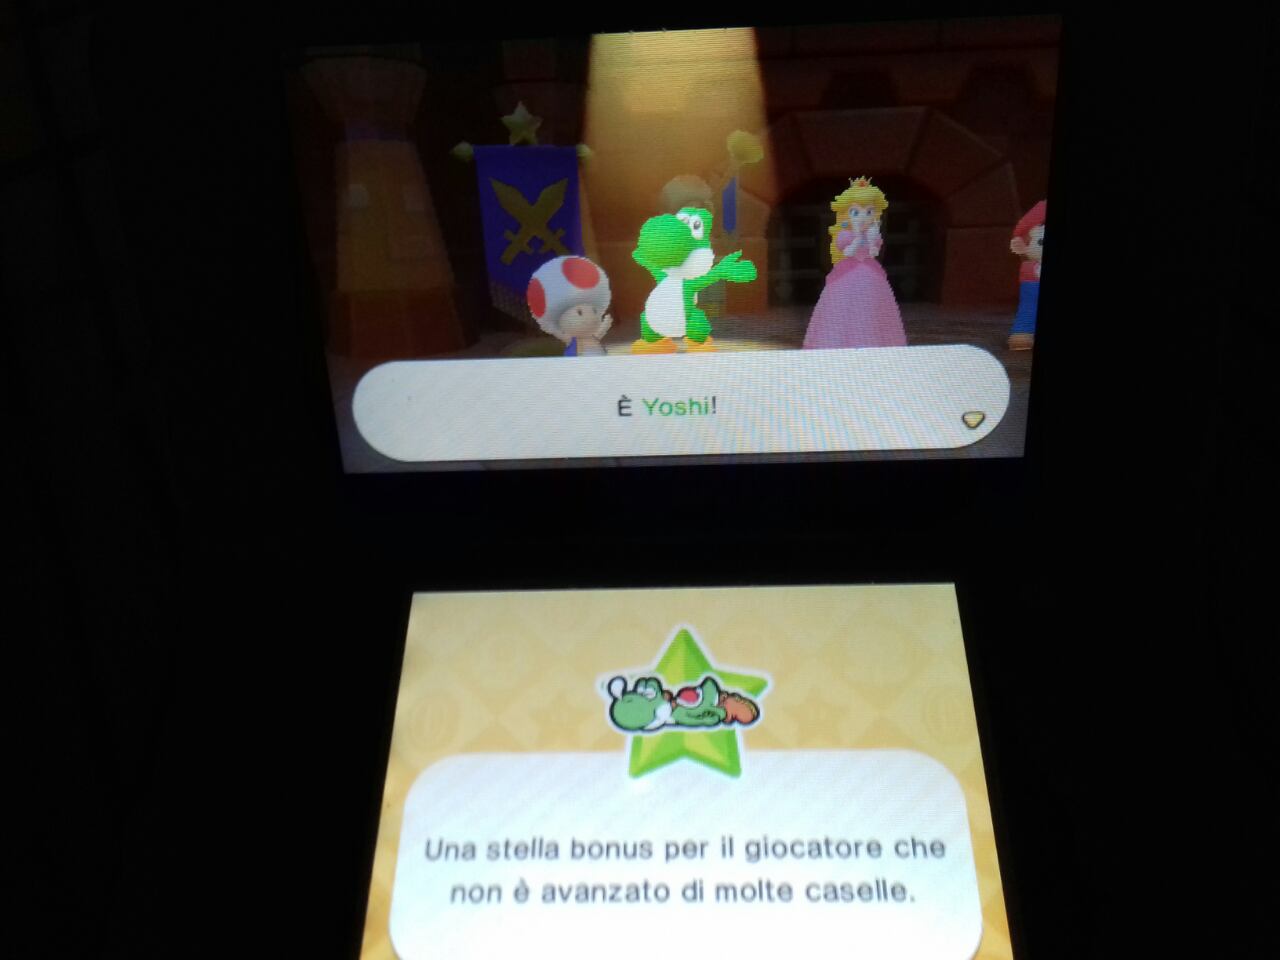 È Yoshi!
Una stella bonus per il giocatore che
non è avanzato di molte caselle.